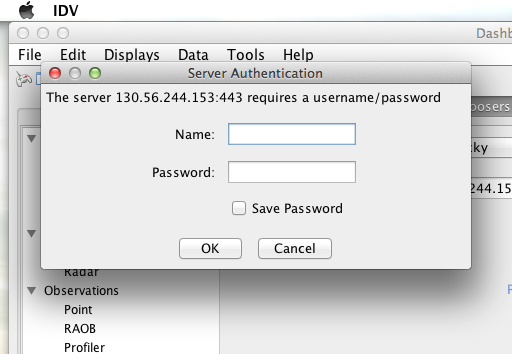 IDV
Dashb
File Edit Displays Data Tools Help
Server Authentication
The server 130.56.244.153:443 requires a username/password
oosers
Name:
cky
Password:
244.15
Save Password
OK Cancel
Radar
Observations
Point
RAOB
Profiler